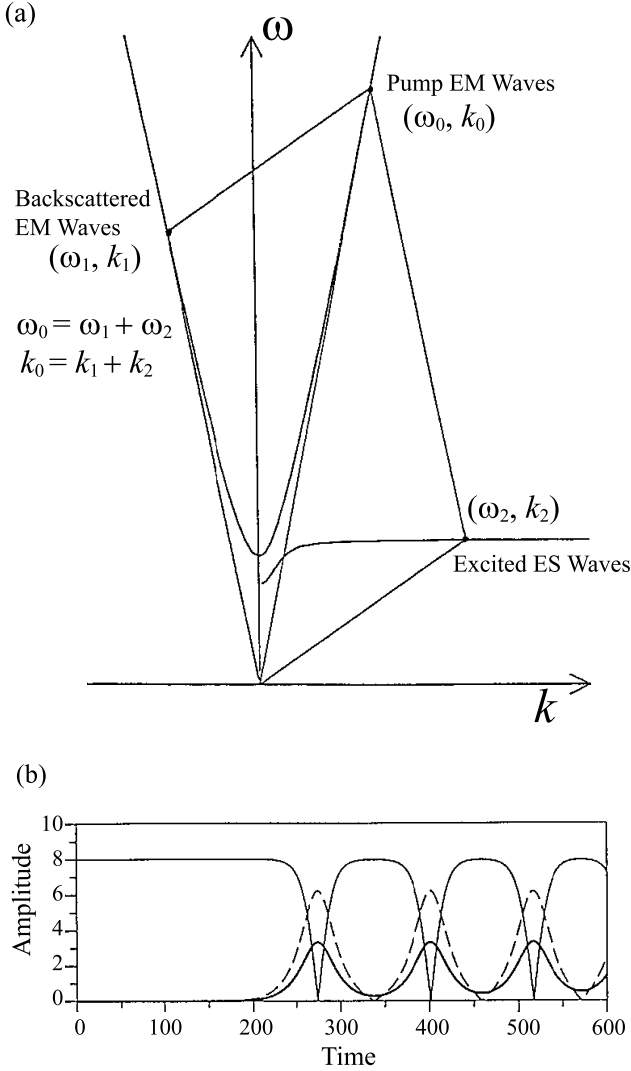 (a)
ω
Pump EM Waves
(ω₀, k₀)
Backscattered
EM Waves
(ω₁, k₁)
ω₀ = ω₁ + ω₂
k₀ = k₁ + k₂
(ω₂, k₂)
Excited ES Waves
k
(b)
10
8
6
4
2
0
Amplitude
0 100 200 300 400 500 600
Time